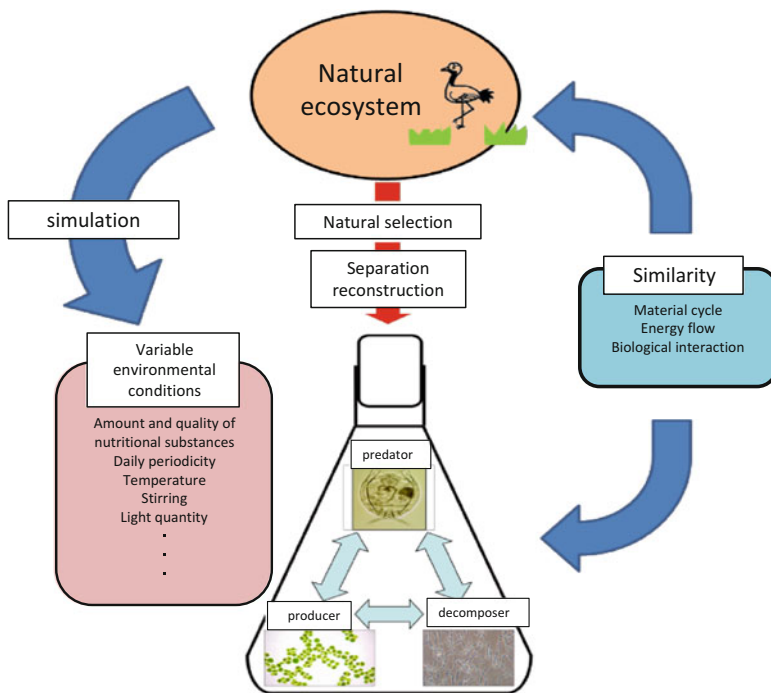 Natural
ecosystem
simulation
Natural selection
Separation
reconstruction
Similarity
Material cycle
Energy flow
Biological interaction
Variable
environmental
conditions
Amount and quality of
nutritional substances
Daily periodicity
Temperature
Stirring
Light quantity
.
.
.
predator
producer
decomposer